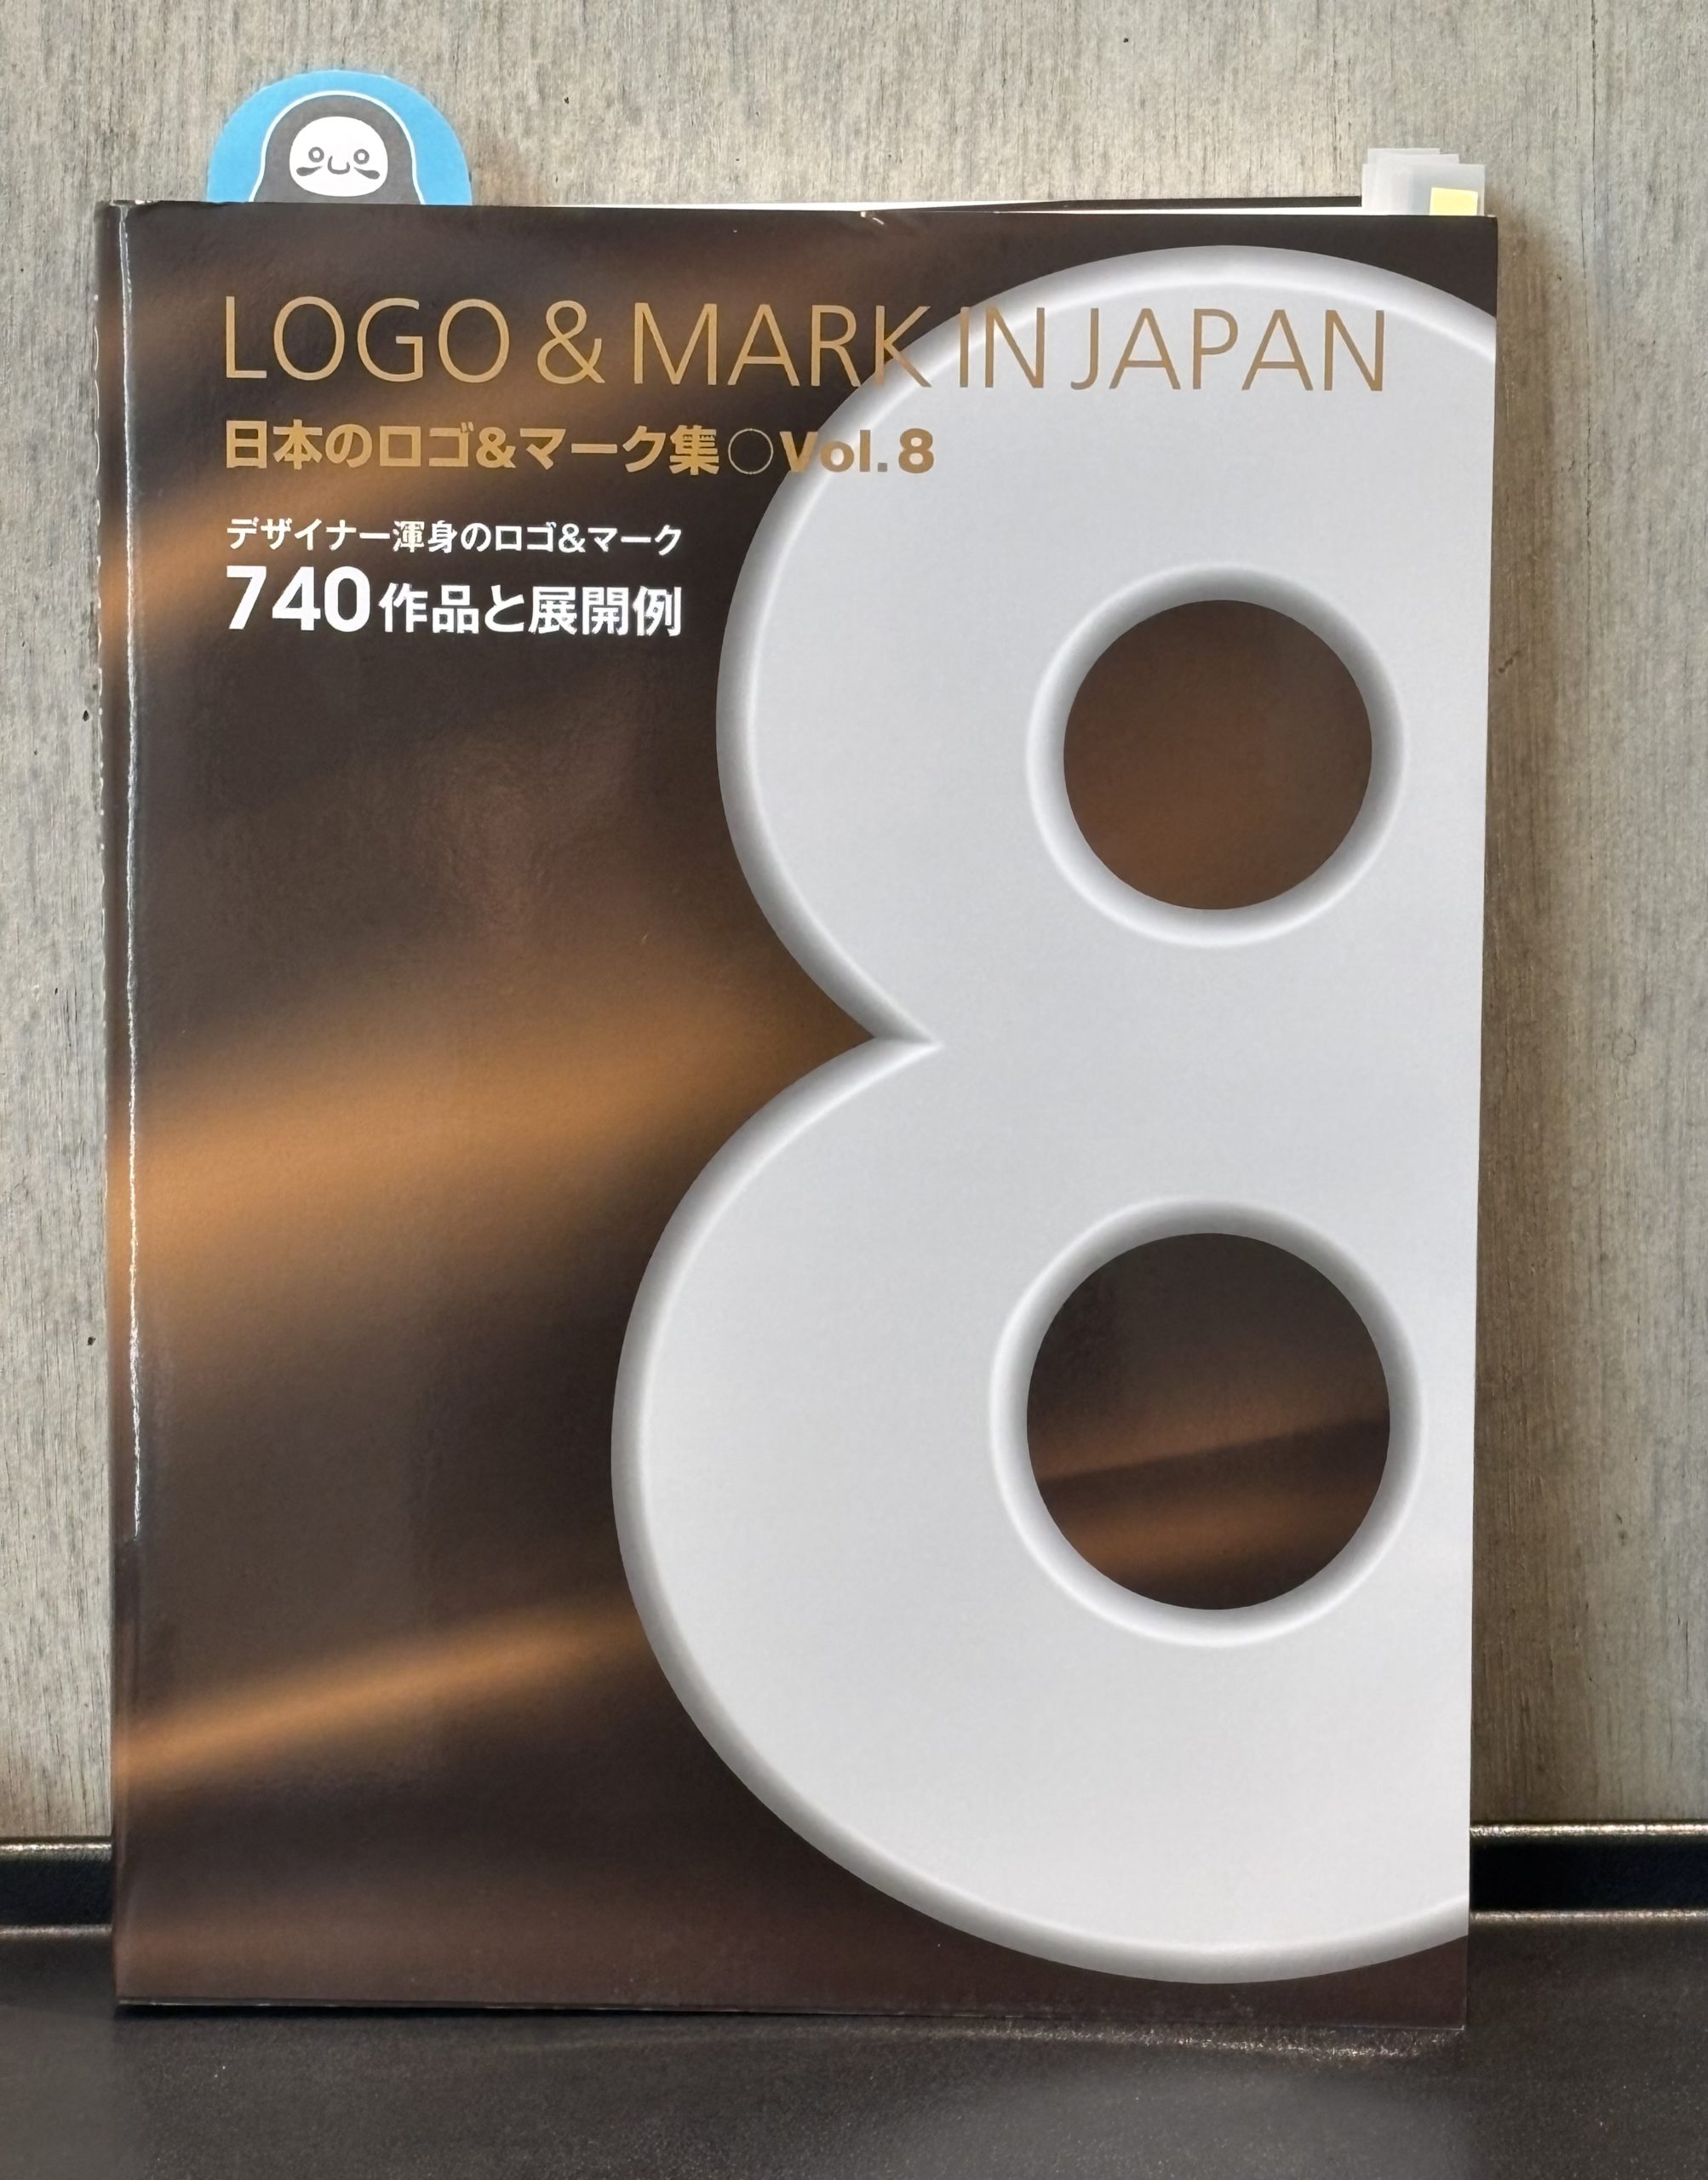 LOGO & MARK IN JAPAN
日本のロゴ&マーク集○Vol.8
デザイナー渾身のロゴ&マーク
740作品と展開例
8